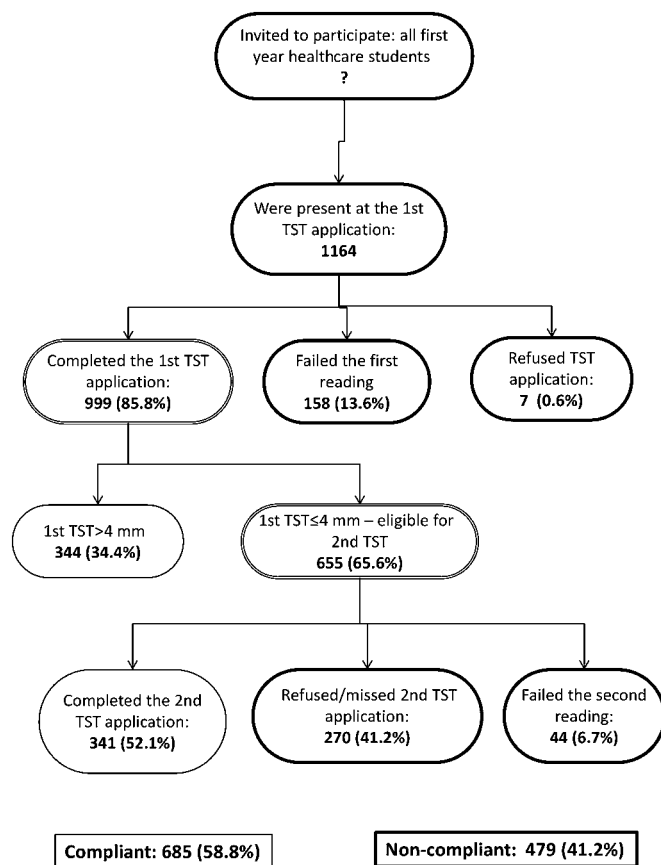 Invited to participate: all first
year healthcare students
?
Were present at the 1st
TST application:
1164
Completed the 1st TST
application:
999 (85.8%)
Failed the first
reading
158 (13.6%)
Refused TST
application:
7 (0.6%)
1st TST>4 mm
344 (34.4%)
1st TST≤4 mm – eligible for
2nd TST
655 (65.6%)
Completed the 2nd
TST application:
341 (52.1%)
Refused/missed 2nd TST
application:
270 (41.2%)
Failed the second
reading:
44 (6.7%)
Compliant: 685 (58.8%)
Non-compliant: 479 (41.2%)